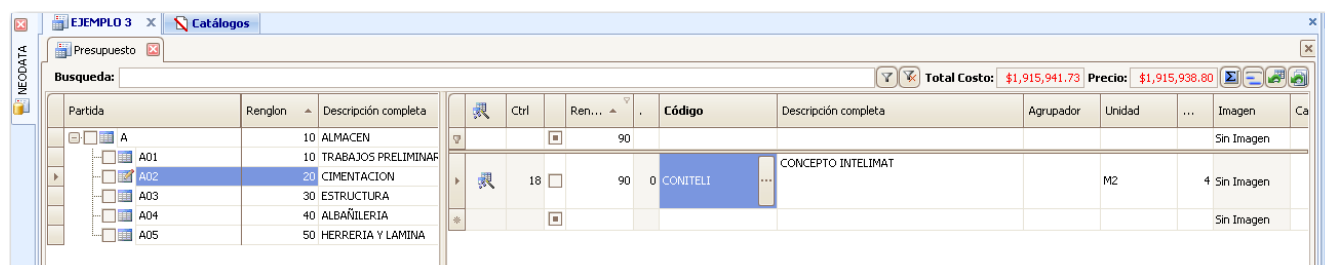 EJEMPLO 3 X Catálogos
NEODATA
Presupuesto
Busqueda: Total Costo: $1,915,941.73 Precio: $1,915,938.80
Partida Renglon Descripción completa Ctrl Ren... . Código Descripción completa Agrupador Unidad ... Imagen Ca
A 10 ALMACEN 90 Sin Imagen
A01 10 TRABAJOS PRELIMINAR
A02 20 CIMENTACION 18 90 0 CONITELI ... CONCEPTO INTELIMAT M2 4 Sin Imagen
A03 30 ESTRUCTURA
A04 40 ALBAÑILERIA Sin Imagen
A05 50 HERRERIA Y LAMINA